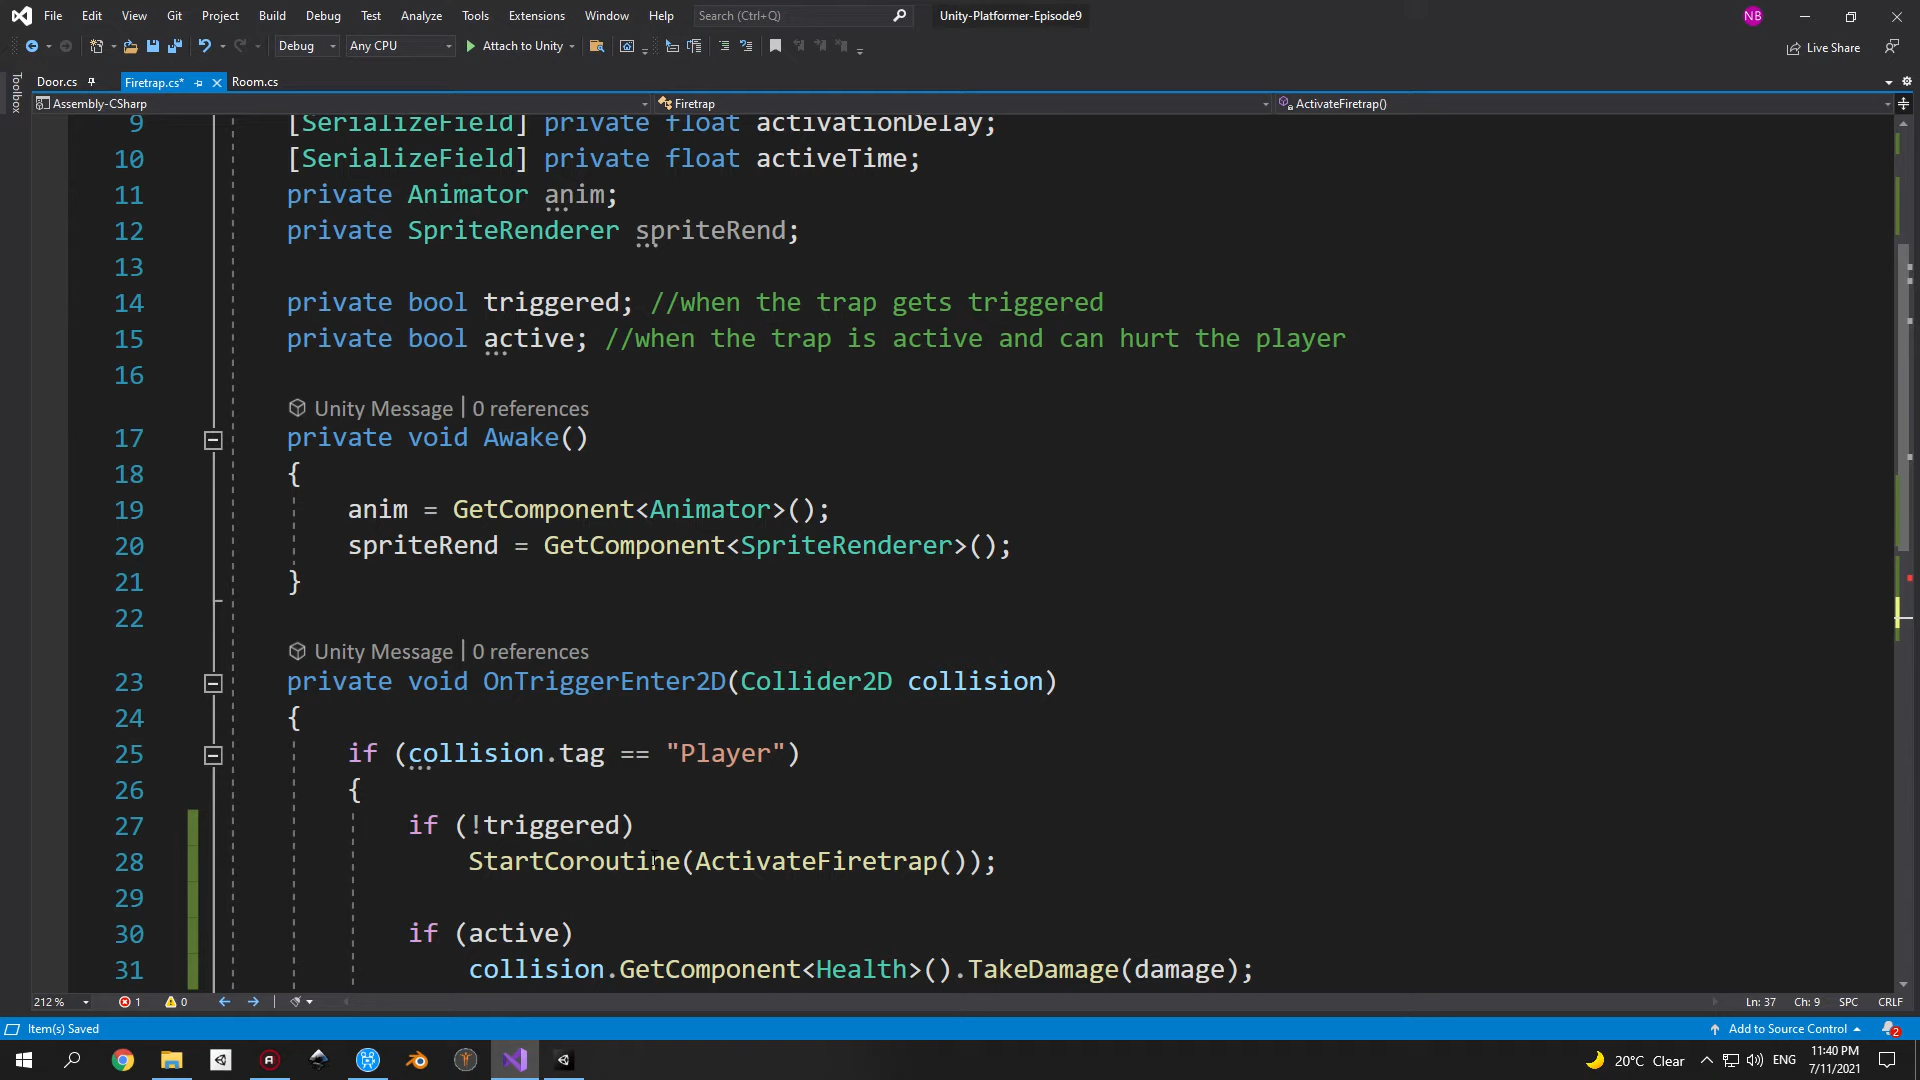 File Edit View Git Project Build Debug Test Analyze Tools Extensions Window Help Search (Ctrl+Q) Unity-Platformer-Episode9 NB
Debug Any CPU Attach to Unity Live Share
Toolbox
Door.cs Firetrap.cs* Room.cs
Assembly-CSharp Firetrap ActivateFiretrap()
9 [SerializeField] private float activationDelay;
10 [SerializeField] private float activeTime;
11 private Animator anim;
12 private SpriteRenderer spriteRend;
13
14 private bool triggered; //when the trap gets triggered
15 private bool active; //when the trap is active and can hurt the player
16
Unity Message | 0 references
17 private void Awake()
18 {
19 anim = GetComponent<Animator>();
20 spriteRend = GetComponent<SpriteRenderer>();
21 }
22
Unity Message | 0 references
23 private void OnTriggerEnter2D(Collider2D collision)
24 {
25 if (collision.tag == "Player")
26 {
27 if (!triggered)
28 StartCoroutine(ActivateFiretrap());
29
30 if (active)
31 collision.GetComponent<Health>().TakeDamage(damage);
212 % 1 0 Ln: 37 Ch: 9 SPC CRLF
Item(s) Saved Add to Source Control 2
20°C Clear ENG 11:40 PM
7/11/2021